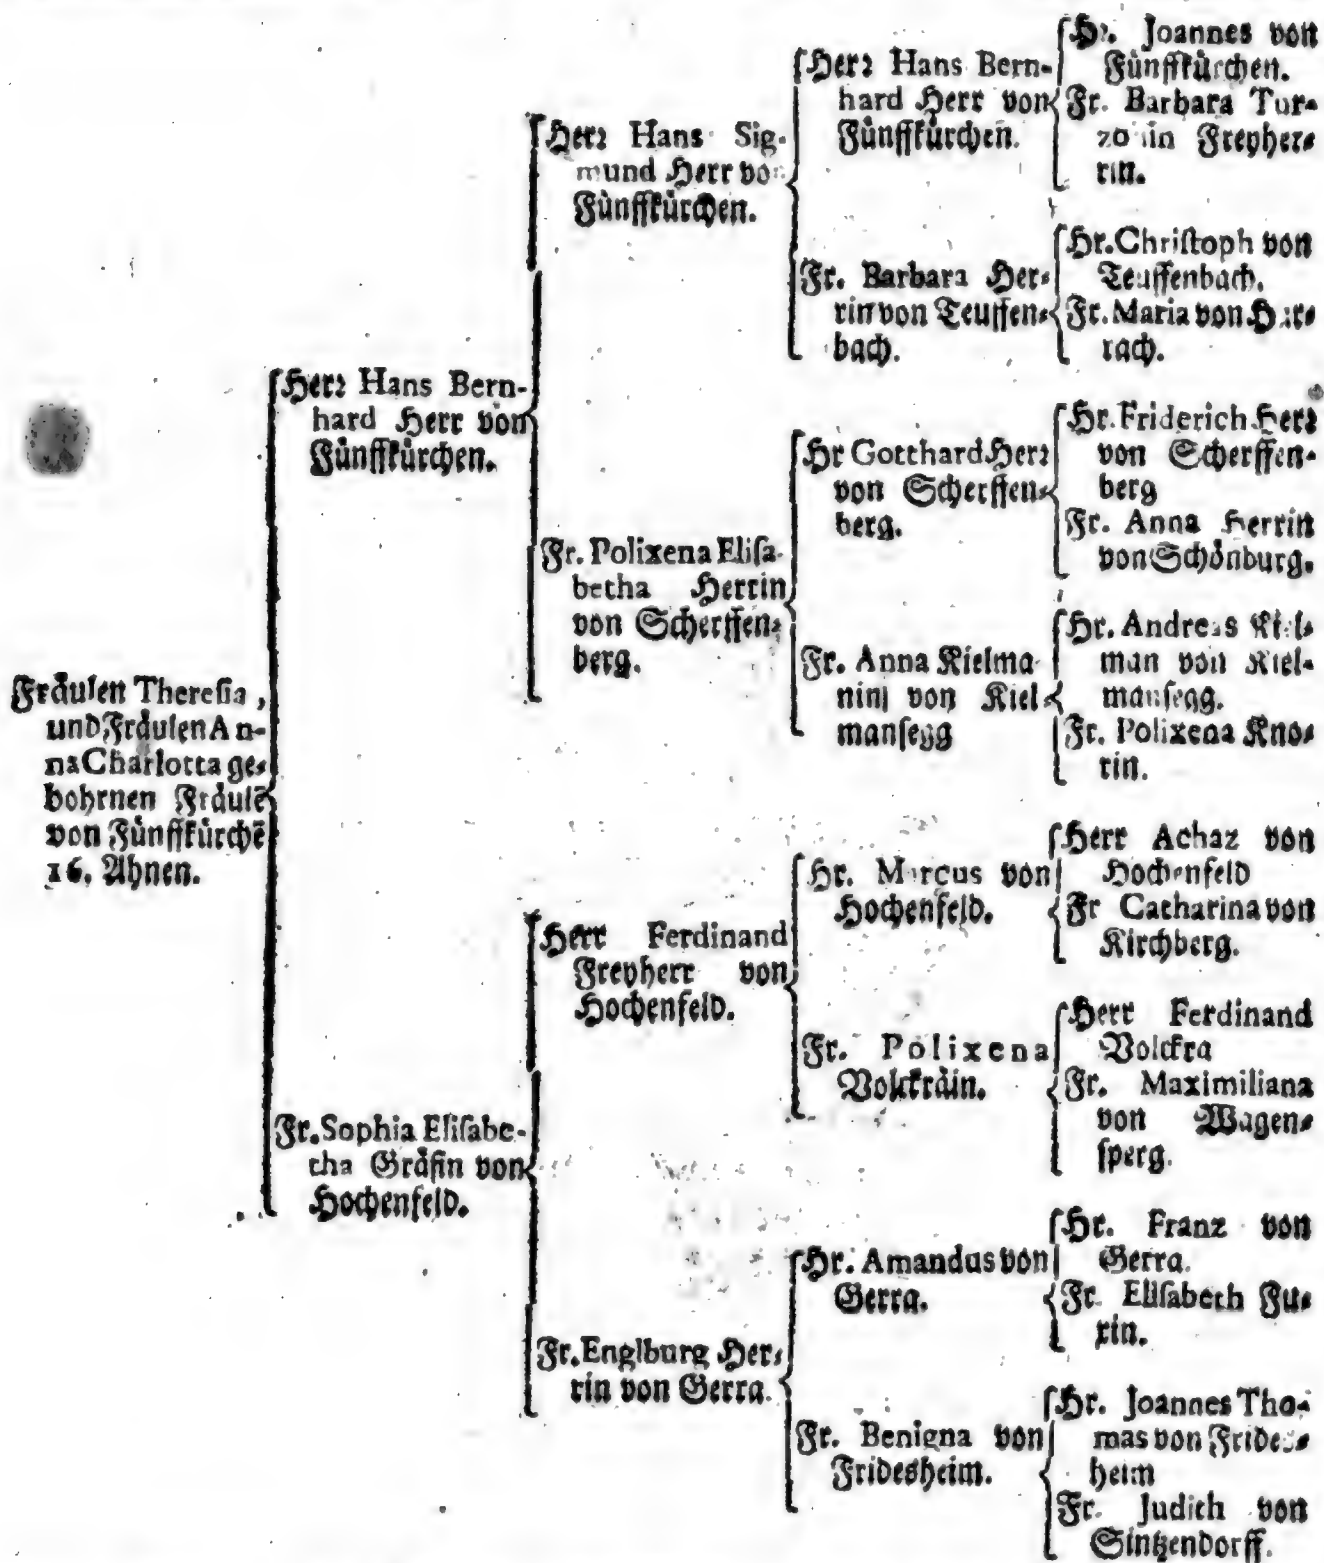 Fräulen Theresia,
und Fräulen An-
na Charlotta ge-
bohrnen Fräulē
von Fünffkürchē
16. Ahnen.
Herr Hans Bern-
hard Herr von
Fünffkürchen.
Fr. Sophia Elisabe-
tha Gräfin von
Hochenfeld.
Herr Hans Sig-
mund Herr von
Fünffkürchen.
Fr. Polixena Elisa-
betha Herrin
von Scherffen-
berg.
Herr Ferdinand
Freyherr von
Hochenfeld.
Fr. Englburg Her-
rin von Gerra.
Herr Hans Bern-
hard Herr von
Fünffkürchen.
Fr. Barbara Her-
rin von Teuffen-
bach.
Hr Gotthard Herr
von Scherffen-
berg.
Fr. Anna Kielma-
nini von Kiel-
mansegg
Hr. Marcus von
Hochenfeld.
Fr. Polixena
Volckräin.
Hr. Amandus von
Gerra.
Fr. Benigna von
Fridesheim.
Hr. Joannes von
Fünffkürchen.
Fr. Barbara Tur-
zoin Freyher-
rin.
Hr. Christoph von
Teuffenbach.
Fr. Maria von Har-
rach.
Hr. Friderich Herr
von Scherffen-
berg
Fr. Anna Herrin
von Schönburg.
Hr. Andreas Kiel-
man von Kiel-
mansegg.
Fr. Polixena Kno-
rin.
Herr Achaz von
Hochenfeld
Fr Catharina von
Kirchberg.
Herr Ferdinand
Volckra
Fr. Maximiliana
von Wagen-
sperg.
Hr. Franz von
Gerra.
Fr. Elisabeth Fu-
rin.
Hr. Joannes Tho-
mas von Frides-
heim
Fr. Judith von
Sintzendorff.